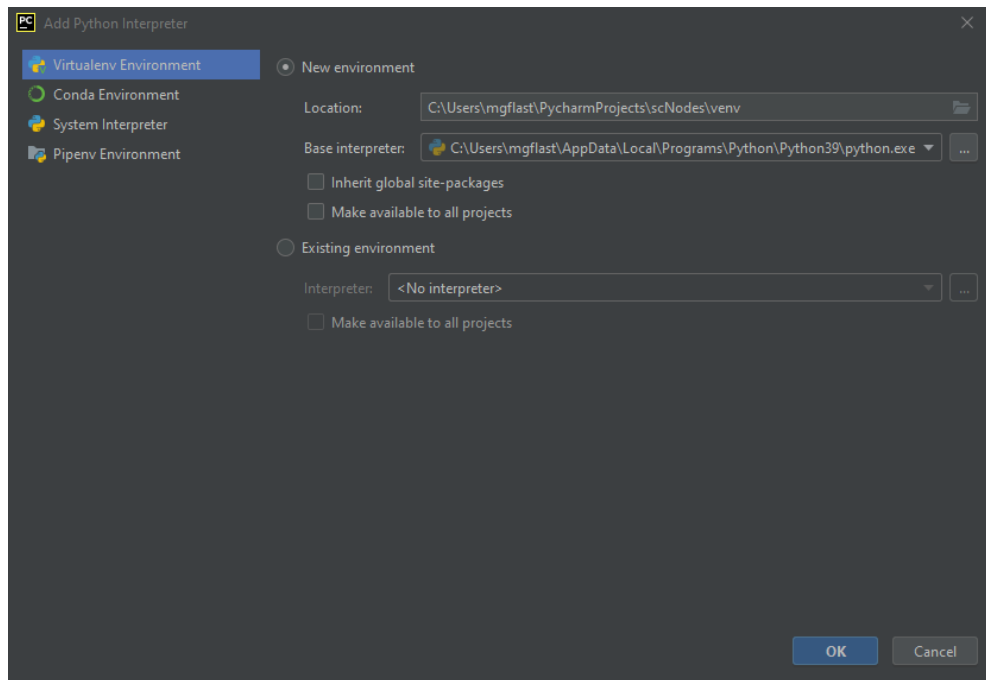 PC Add Python Interpreter
Virtualenv Environment
Conda Environment
System Interpreter
Pipenv Environment
New environment
Location: C:\Users\mgflast\PycharmProjects\scNodes\venv
Base interpreter: C:\Users\mgflast\AppData\Local\Programs\Python\Python39\python.exe ...
Inherit global site-packages
Make available to all projects
Existing environment
Interpreter: <No interpreter> ...
Make available to all projects
OK Cancel